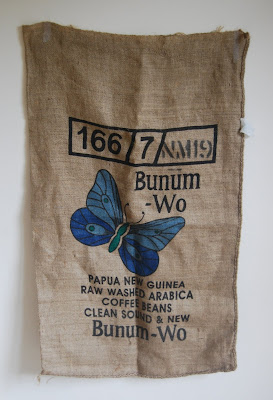 166/7/NM19
Bunum
-Wo
PAPUA NEW GUINEA
RAW WASHED ARABICA
COFFEE BEANS
CLEAN SOUND & NEW
Bunum-Wo